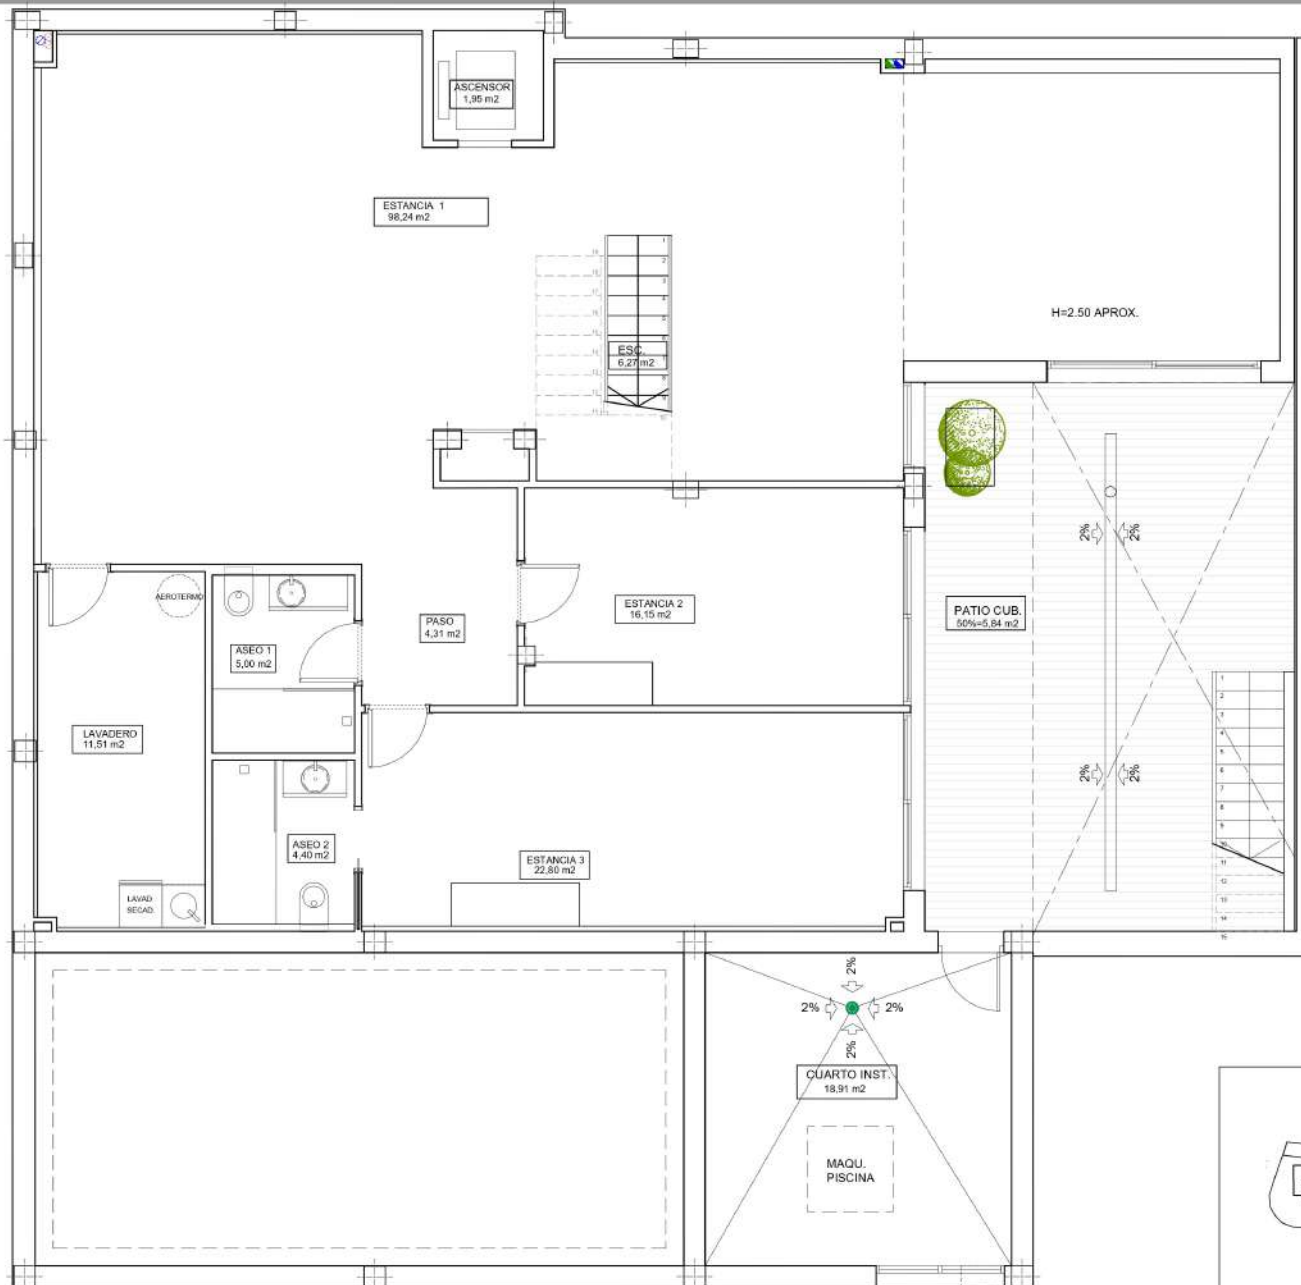 ASCENSOR
1,95 m2
ESTANCIA 1
98,24 m2
H=2.50 APROX.
ESC.
6,27 m2
2%
2%
AEROTERMO
ESTANCIA 2
16,15 m2
PATIO CUB.
50%=5,84 m2
PASO
4,31 m2
ASEO 1
5,00 m2
LAVADERO
11,51 m2
2%
2%
ASEO 2
4,40 m2
ESTANCIA 3
22,80 m2
LAVAD.
SECAD.
2%
2%
2%
2%
CUARTO INST.
18,91 m2
MAQU.
PISCINA